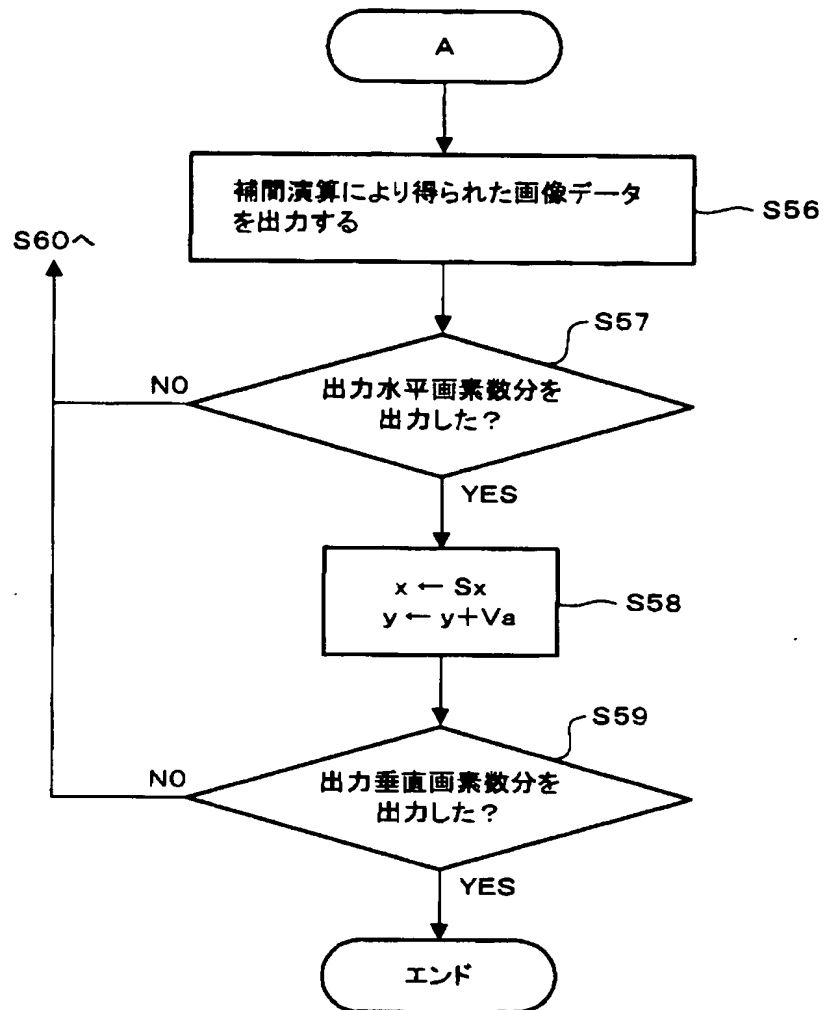 A
補間演算により得られた画像データ
を出力する
S56
S60へ
S57
NO
出力水平画素数分を
出力した？
YES
x ← Sx
y ← y＋Va
S58
S59
NO
出力垂直画素数分を
出力した？
YES
エンド